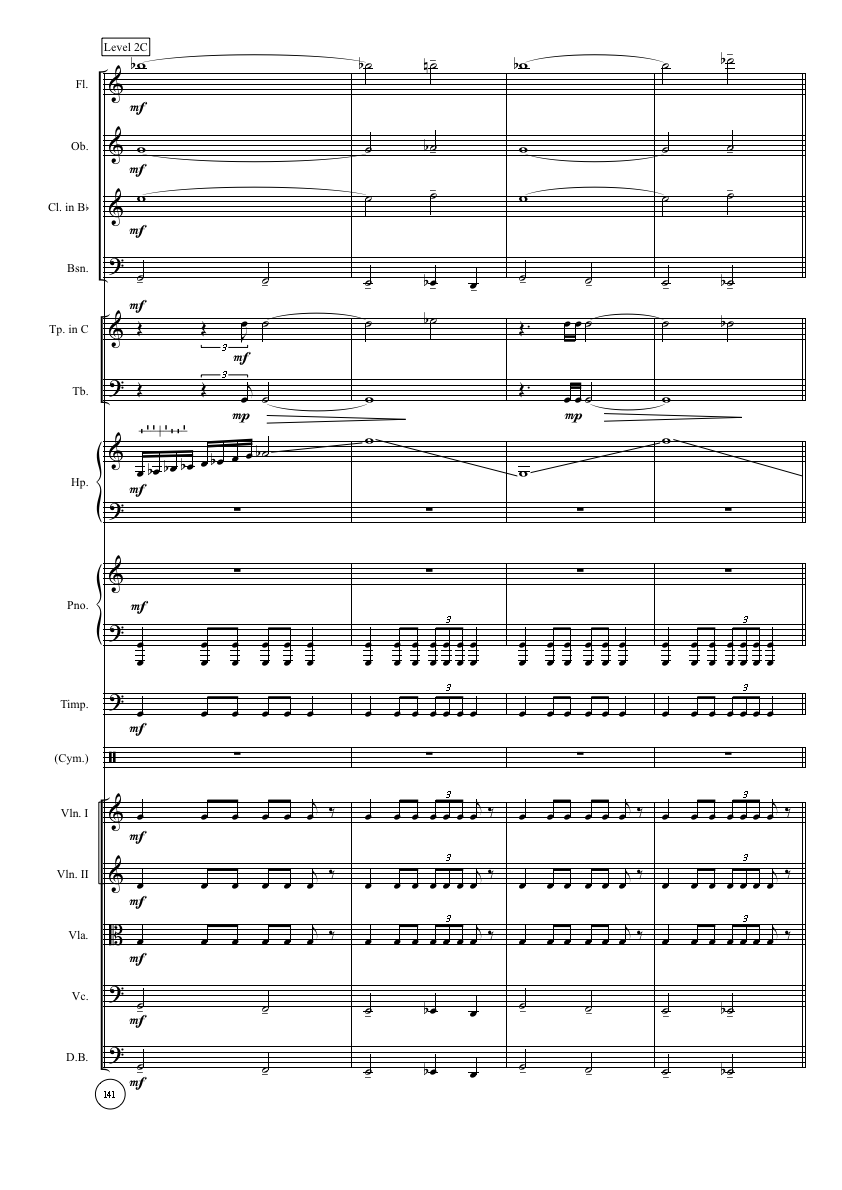 Level 2C
Fl.
mf
Ob.
mf
Cl. in B♭
mf
Bsn.
mf
Tp. in C
3
mf
3
Tb.
mp
mp
Hp.
mf
Pno.
mf
3
3
Timp.
3
3
mf
(Cym.)
Vln. I
3
3
mf
Vln. II
3
3
mf
Vla.
3
3
mf
Vc.
mf
D.B.
mf
141